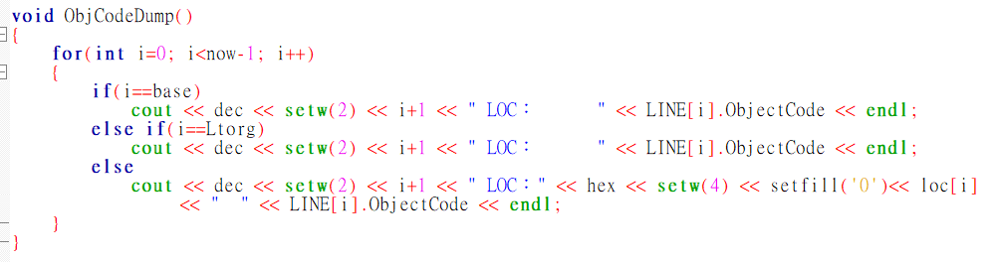 void ObjCodeDump()
{
    for(int i=0; i<now-1; i++)
    {
        if(i==base)
            cout << dec << setw(2) << i+1 << " LOC：      " << LINE[i].ObjectCode << endl;
        else if(i==Ltorg)
            cout << dec << setw(2) << i+1 << " LOC：      " << LINE[i].ObjectCode << endl;
        else
            cout << dec << setw(2) << i+1 << " LOC：" << hex << setw(4) << setfill('0')<< loc[i]
                 << "  " << LINE[i].ObjectCode << endl;
    }
}